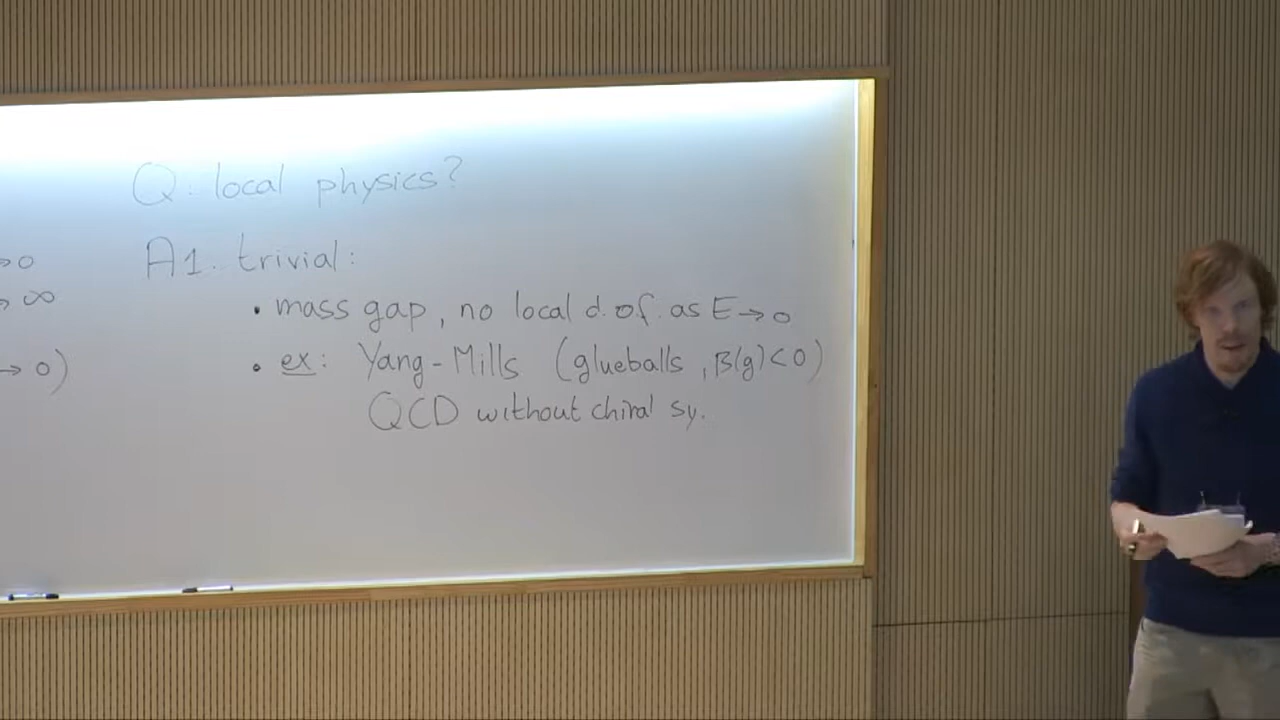 Q: local physics?
→0
A1. trivial:
→ ∞
• mass gap, no local d.o.f. as E→0
→ 0)
• ex: Yang-Mills (glueballs, β(g)<0)
QCD without chiral sy.